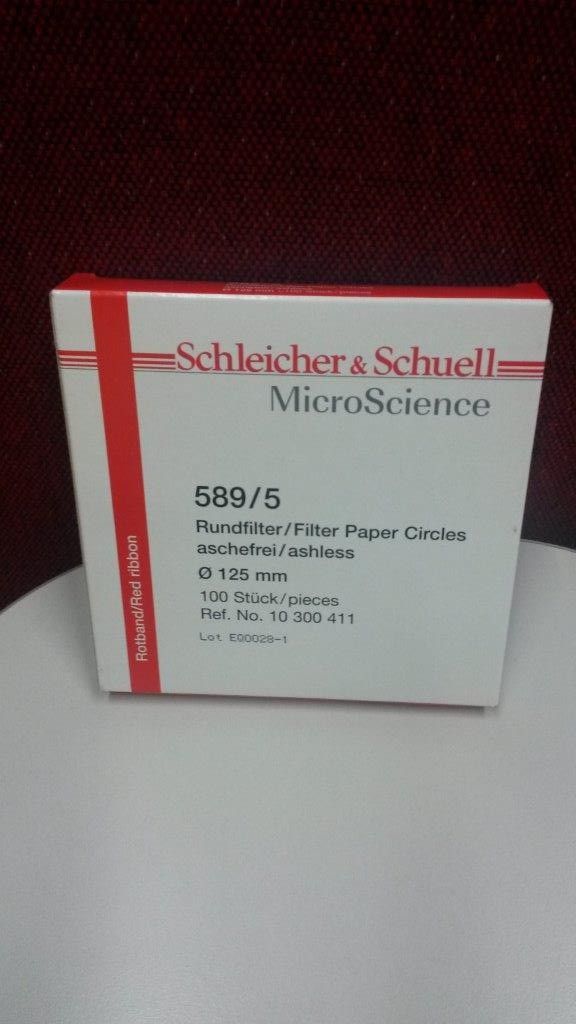 Schleicher & Schuell
MicroScience
589/5
Rundfilter/Filter Paper Circles
aschefrei/ashless
Ø 125 mm
100 Stück/pieces
Ref. No. 10 300 411
Lot E00028-1
Rotband/Red ribbon